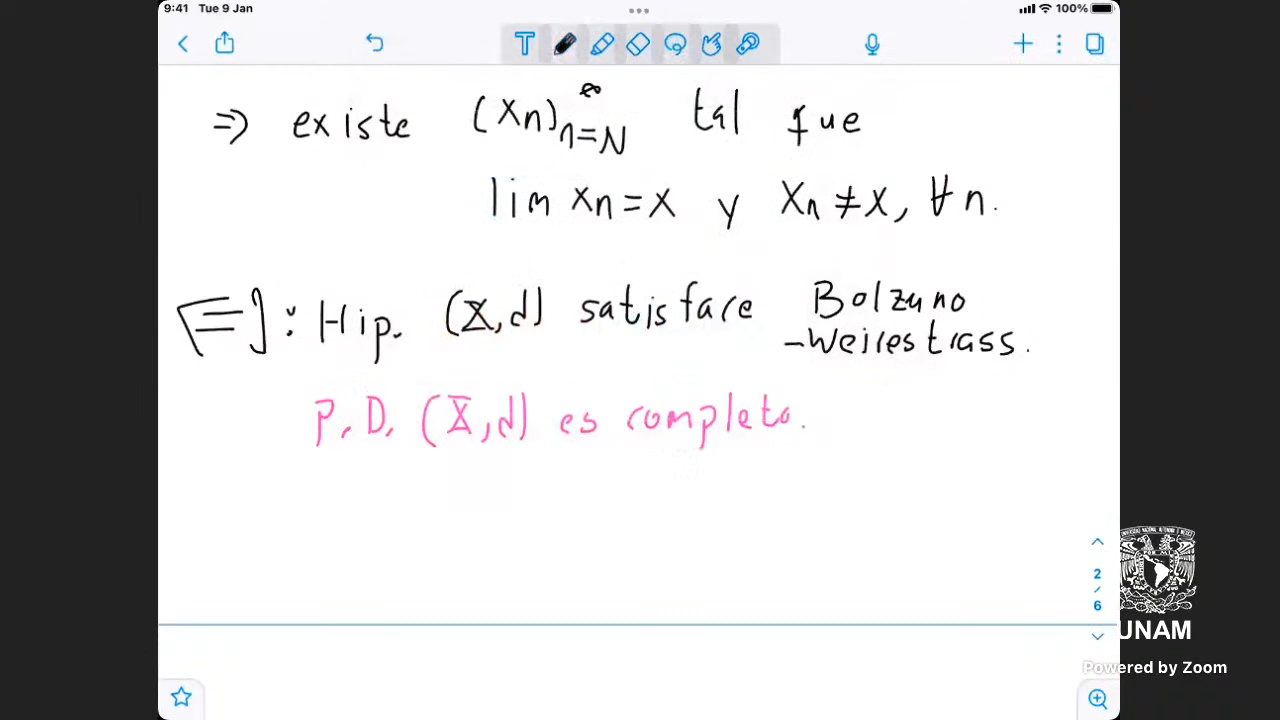 9:41 Tue 9 Jan 100%
⇒ existe (Xn)_{n=N}^∞ tal que
lim Xn = X y Xn ≠ X, ∀ n.
⇐]: Hip. (X, d) satisface Bolzano
-Weirestrass.
P. D. (X, d) es completo.
2
6
UNAM
Powered by Zoom